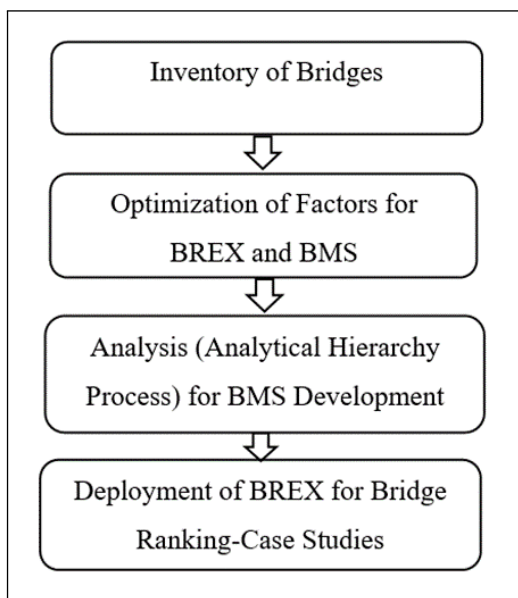 Inventory of Bridges
Optimization of Factors for
BREX and BMS
Analysis (Analytical Hierarchy
Process) for BMS Development
Deployment of BREX for Bridge
Ranking-Case Studies